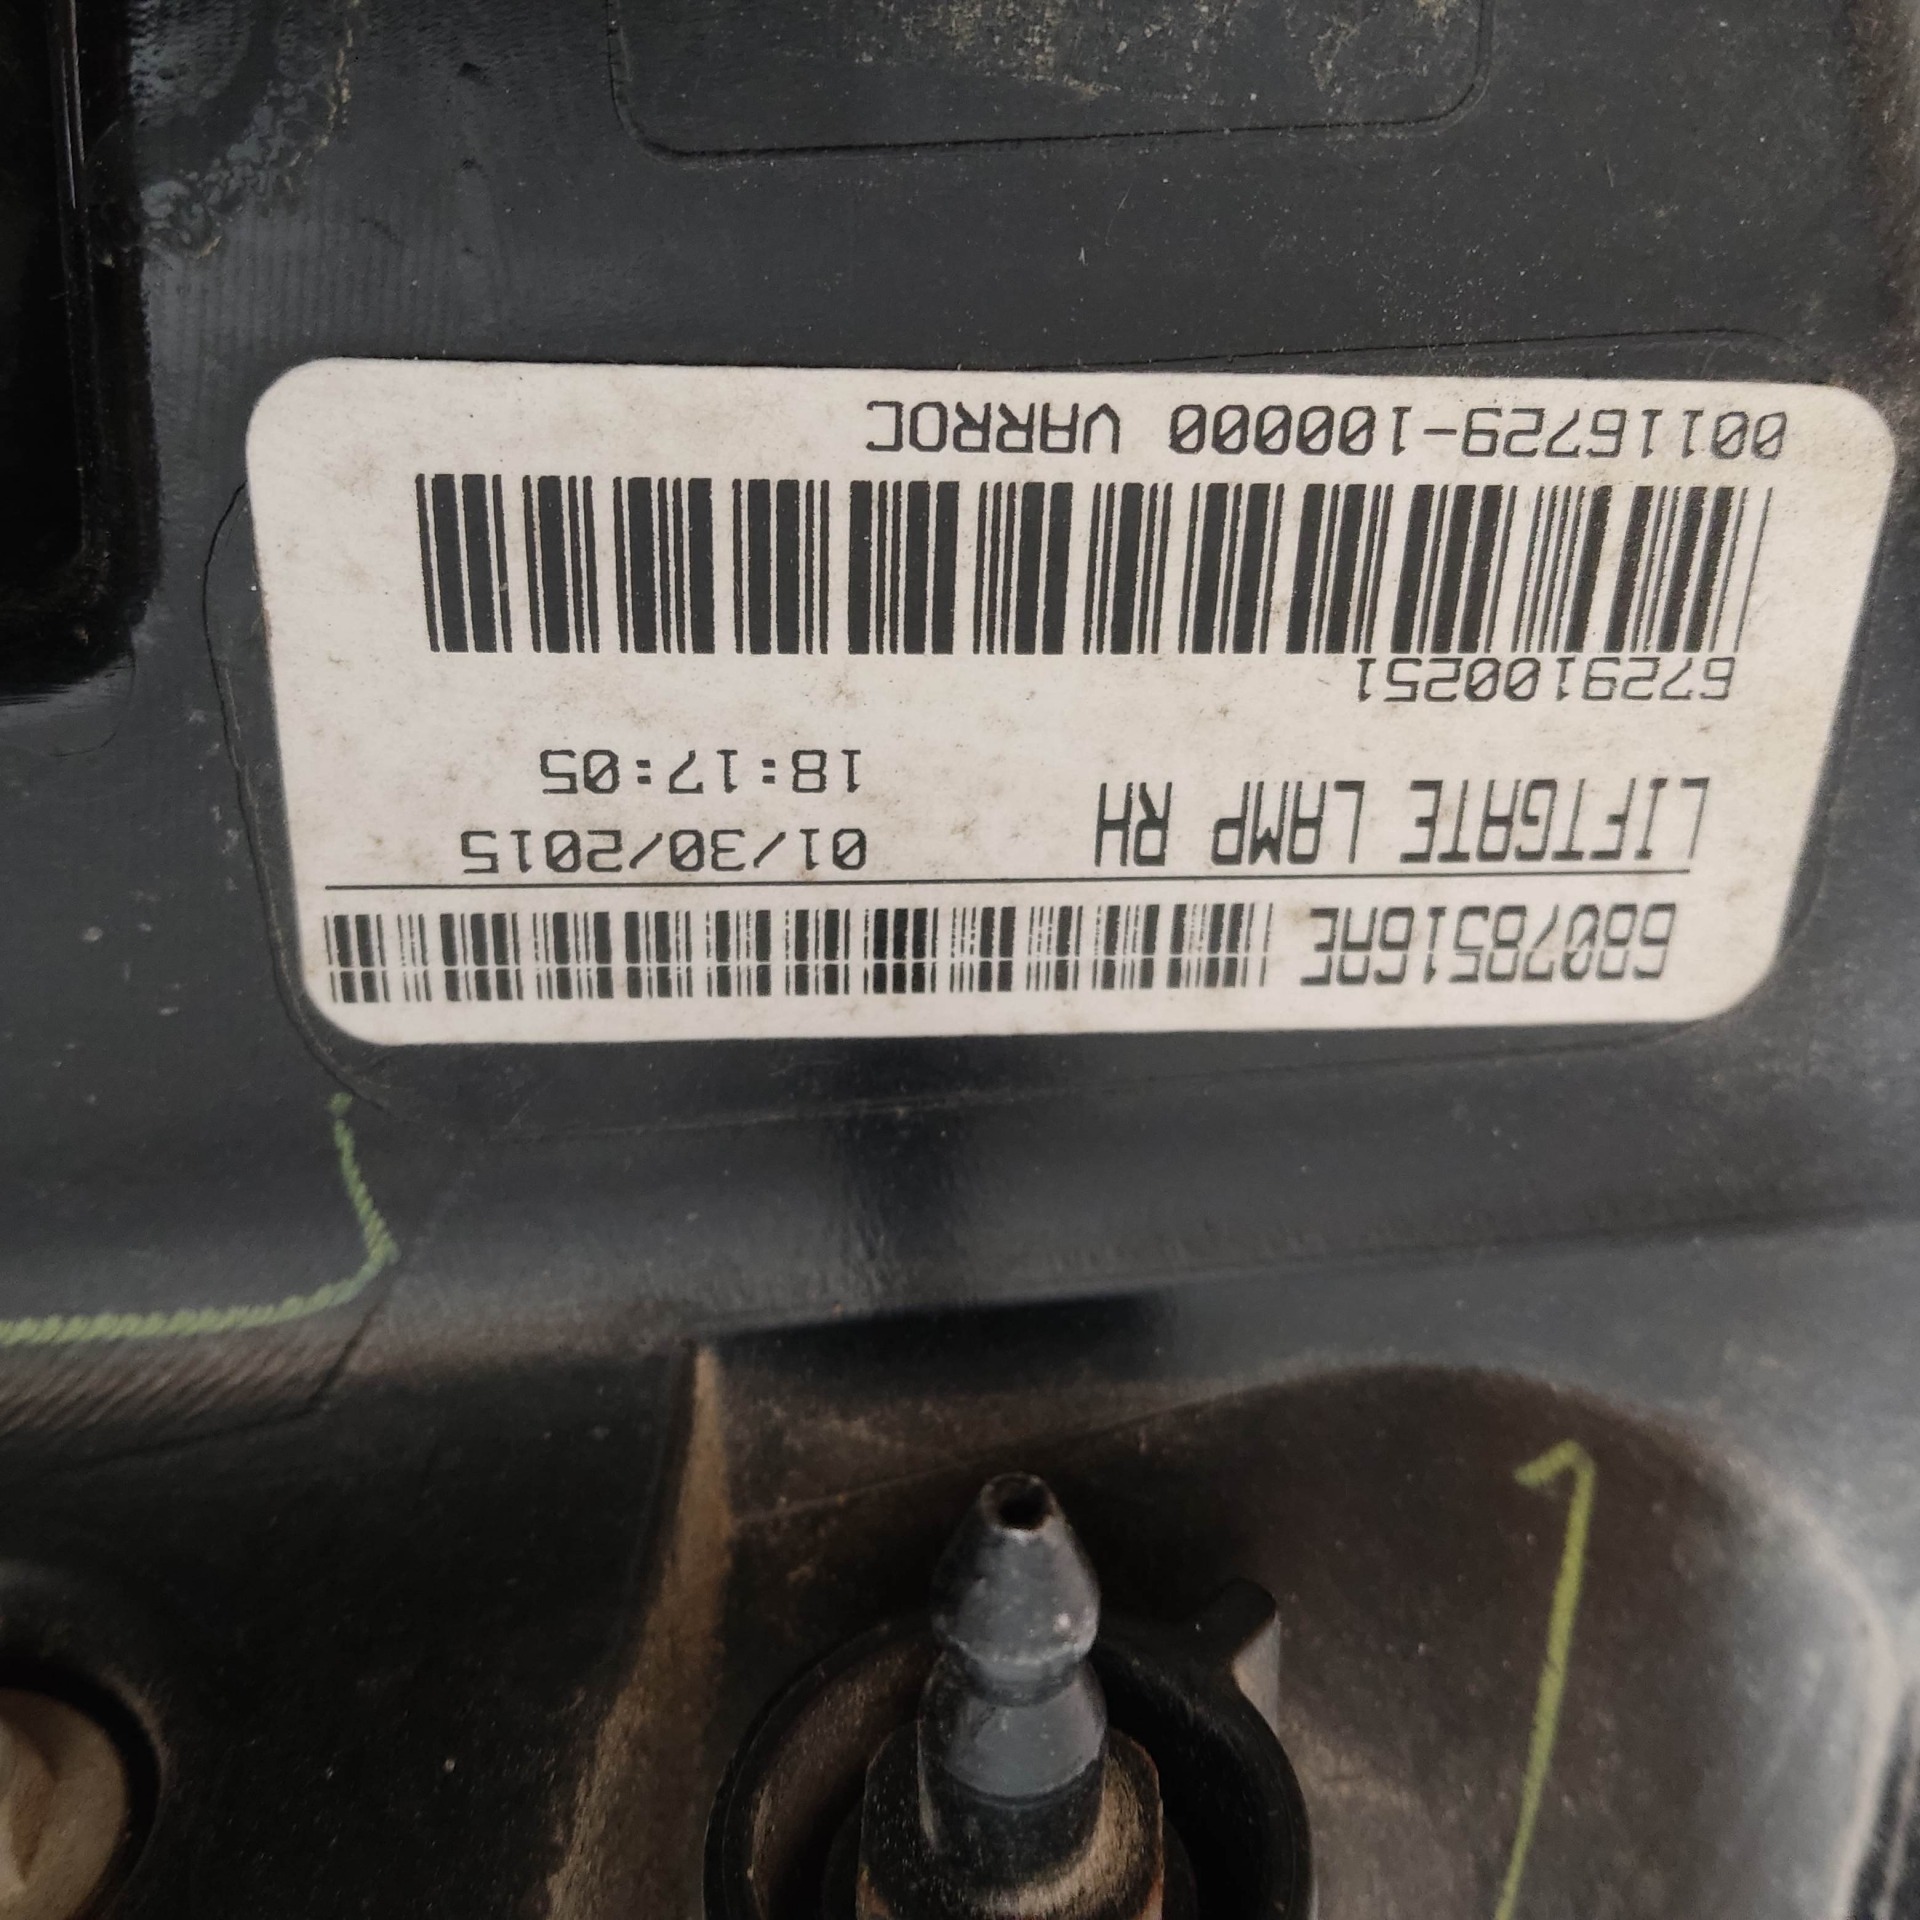 68078516AE
LIFTGATE LAMP RH 01/30/2015
18:17:05
6729100251
00116729-100000 VARROC